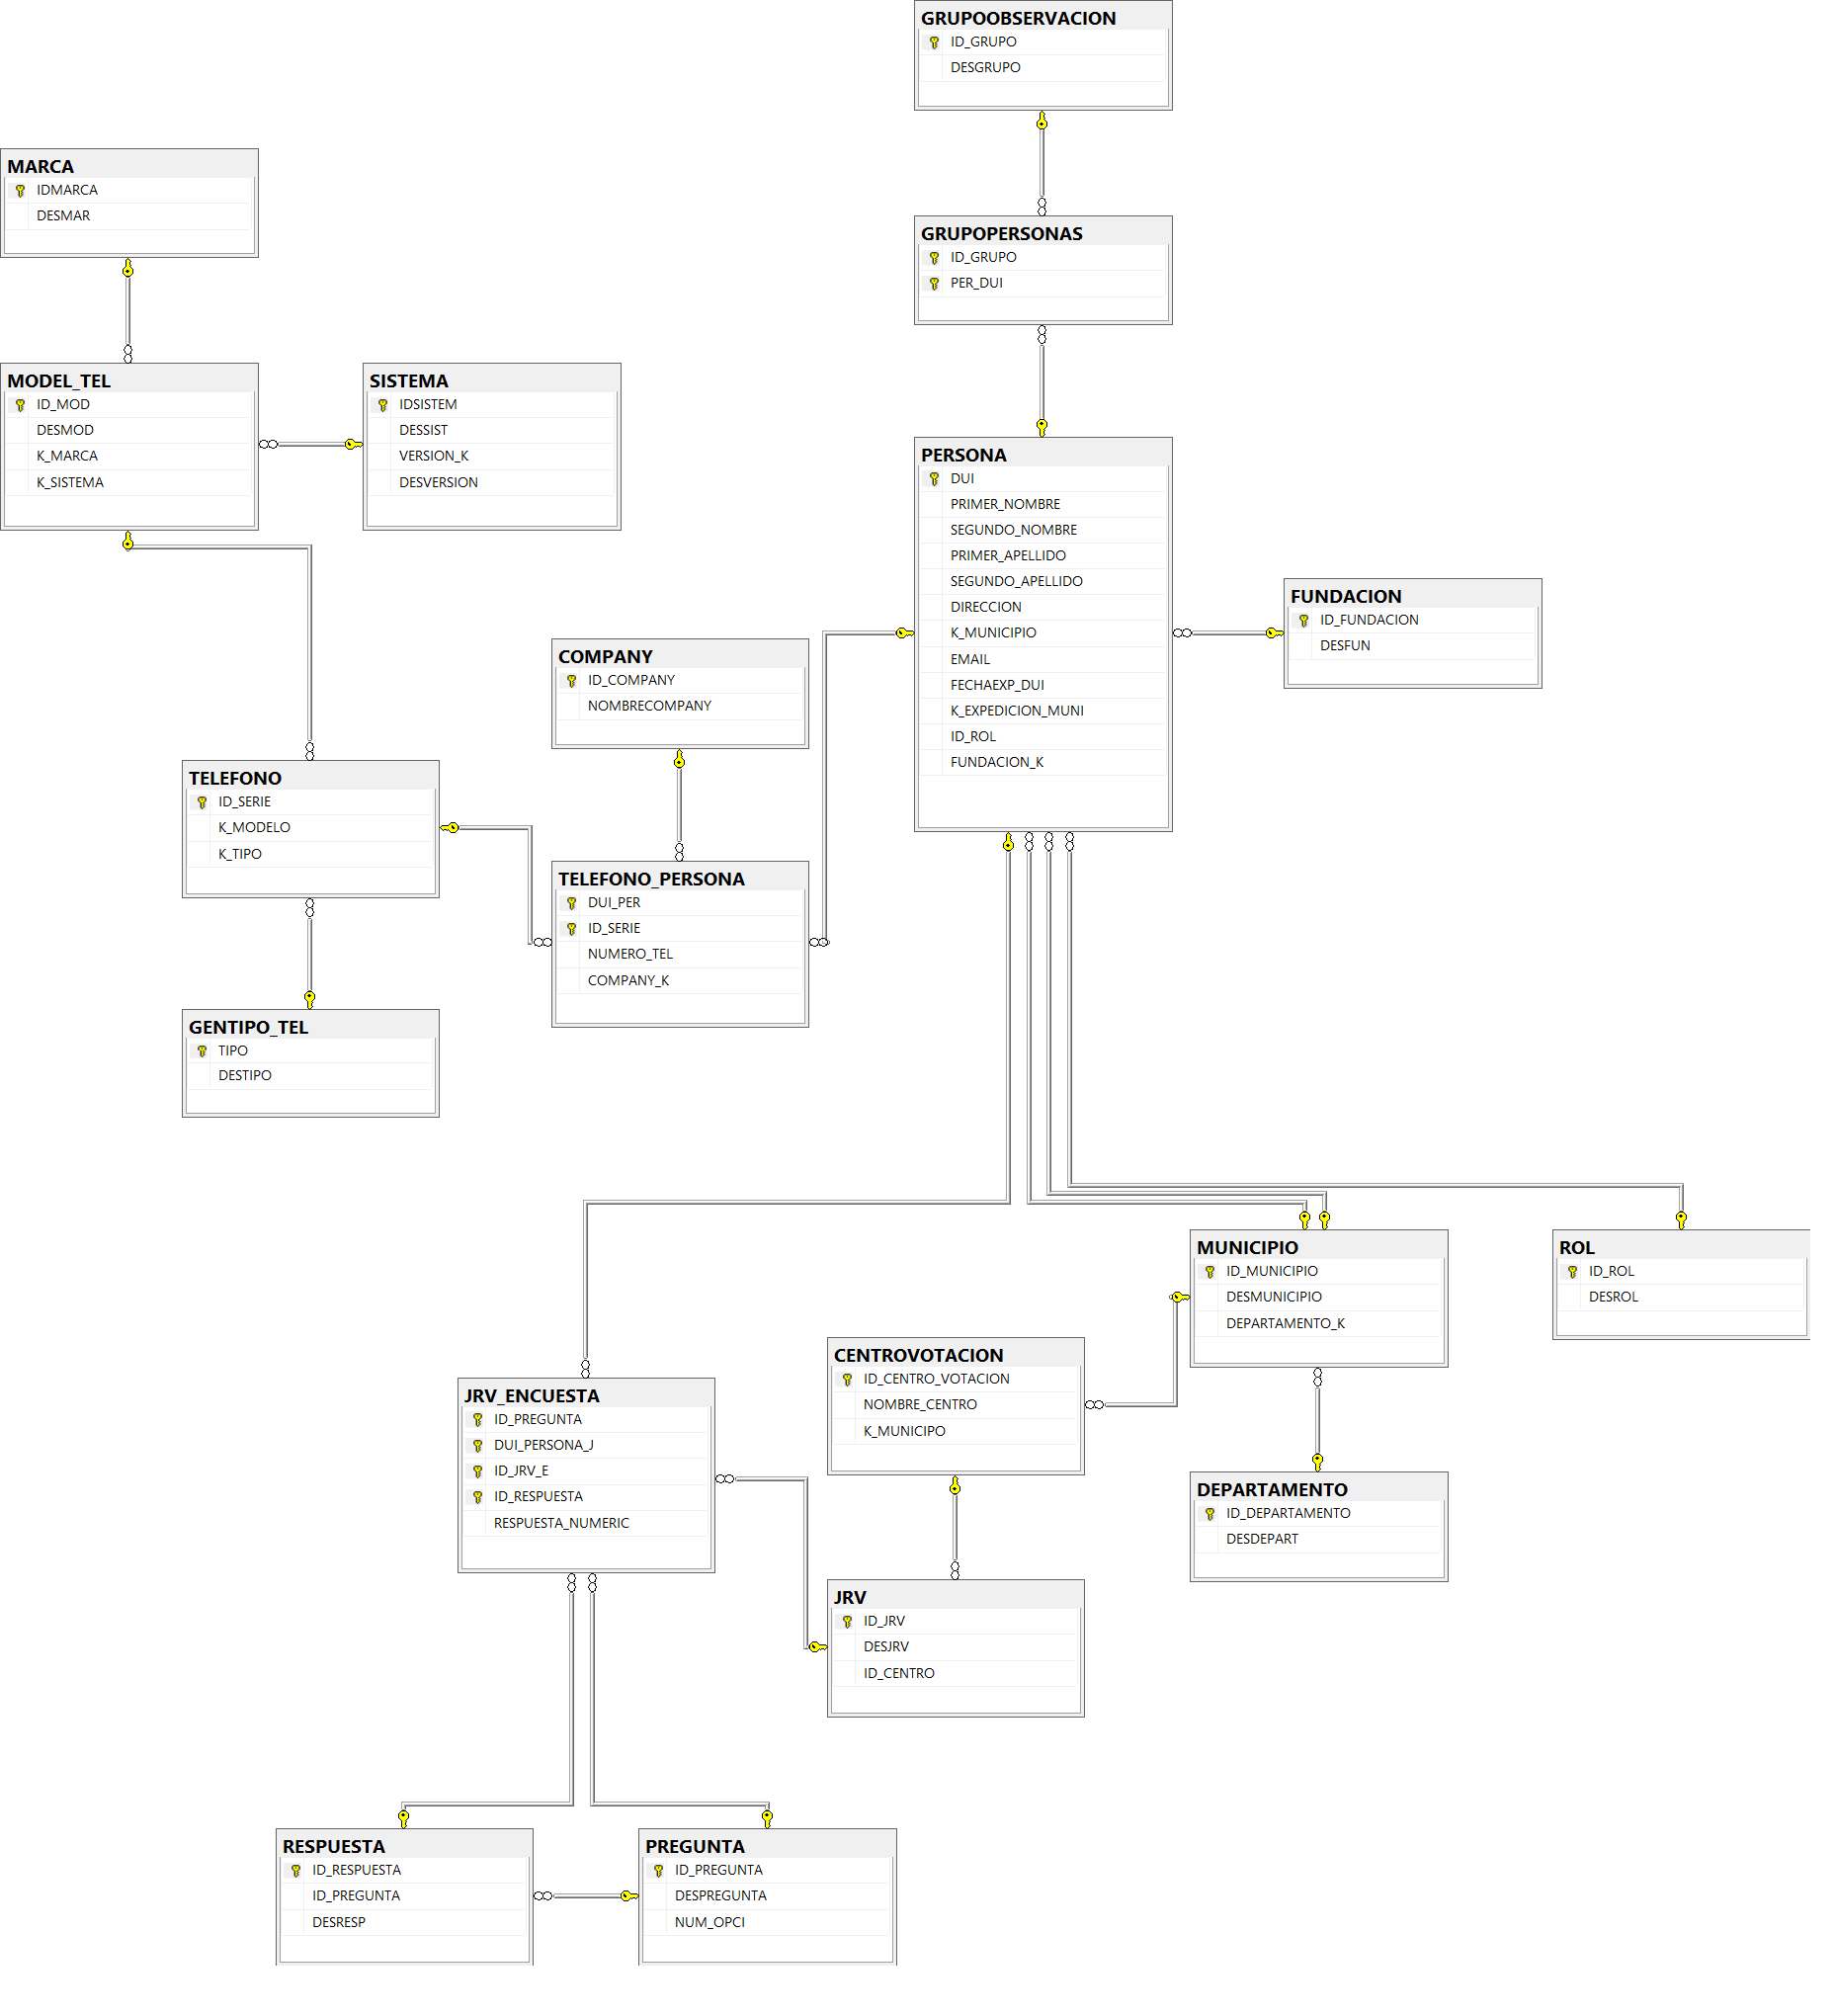 GRUPOOBSERVACION
ID_GRUPO
DESGRUPO
MARCA
IDMARCA
DESMAR
GRUPOPERSONAS
ID_GRUPO
PER_DUI
MODEL_TEL
ID_MOD
DESMOD
K_MARCA
K_SISTEMA
SISTEMA
IDSISTEM
DESSIST
VERSION_K
DESVERSION
PERSONA
DUI
PRIMER_NOMBRE
SEGUNDO_NOMBRE
PRIMER_APELLIDO
SEGUNDO_APELLIDO
DIRECCION
K_MUNICIPIO
EMAIL
FECHAEXP_DUI
K_EXPEDICION_MUNI
ID_ROL
FUNDACION_K
FUNDACION
ID_FUNDACION
DESFUN
COMPANY
ID_COMPANY
NOMBRECOMPANY
TELEFONO
ID_SERIE
K_MODELO
K_TIPO
TELEFONO_PERSONA
DUI_PER
ID_SERIE
NUMERO_TEL
COMPANY_K
GENTIPO_TEL
TIPO
DESTIPO
MUNICIPIO
ID_MUNICIPIO
DESMUNICIPIO
DEPARTAMENTO_K
ROL
ID_ROL
DESROL
CENTROVOTACION
ID_CENTRO_VOTACION
NOMBRE_CENTRO
K_MUNICIPO
JRV_ENCUESTA
ID_PREGUNTA
DUI_PERSONA_J
ID_JRV_E
ID_RESPUESTA
RESPUESTA_NUMERIC
DEPARTAMENTO
ID_DEPARTAMENTO
DESDEPART
JRV
ID_JRV
DESJRV
ID_CENTRO
RESPUESTA
ID_RESPUESTA
ID_PREGUNTA
DESRESP
PREGUNTA
ID_PREGUNTA
DESPREGUNTA
NUM_OPCI